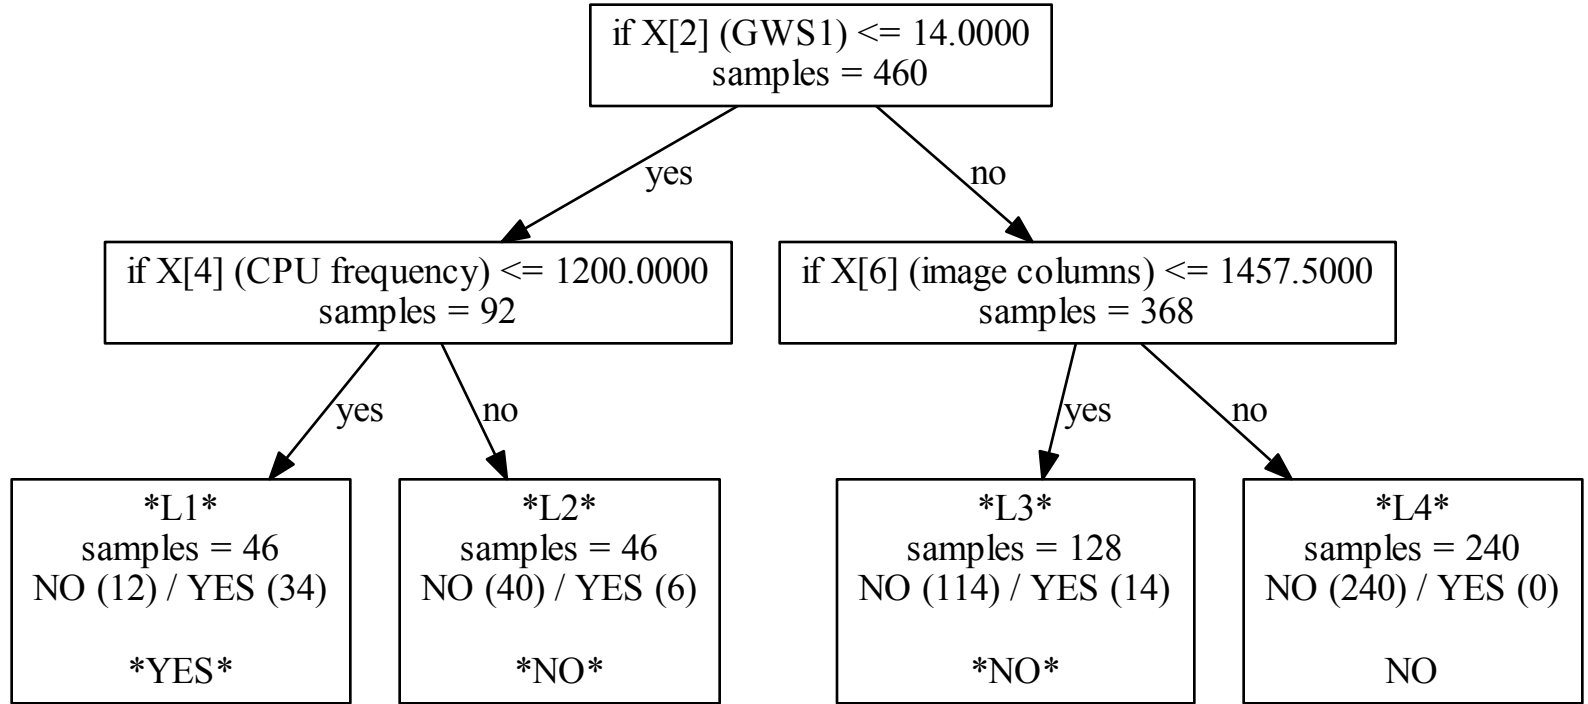 if X[2] (GWS1) <= 14.0000
samples = 460
yes
no
if X[4] (CPU frequency) <= 1200.0000
samples = 92
if X[6] (image columns) <= 1457.5000
samples = 368
yes
no
yes
no
*L1*
samples = 46
NO (12) / YES (34)
*YES*
*L2*
samples = 46
NO (40) / YES (6)
*NO*
*L3*
samples = 128
NO (114) / YES (14)
*NO*
*L4*
samples = 240
NO (240) / YES (0)
NO